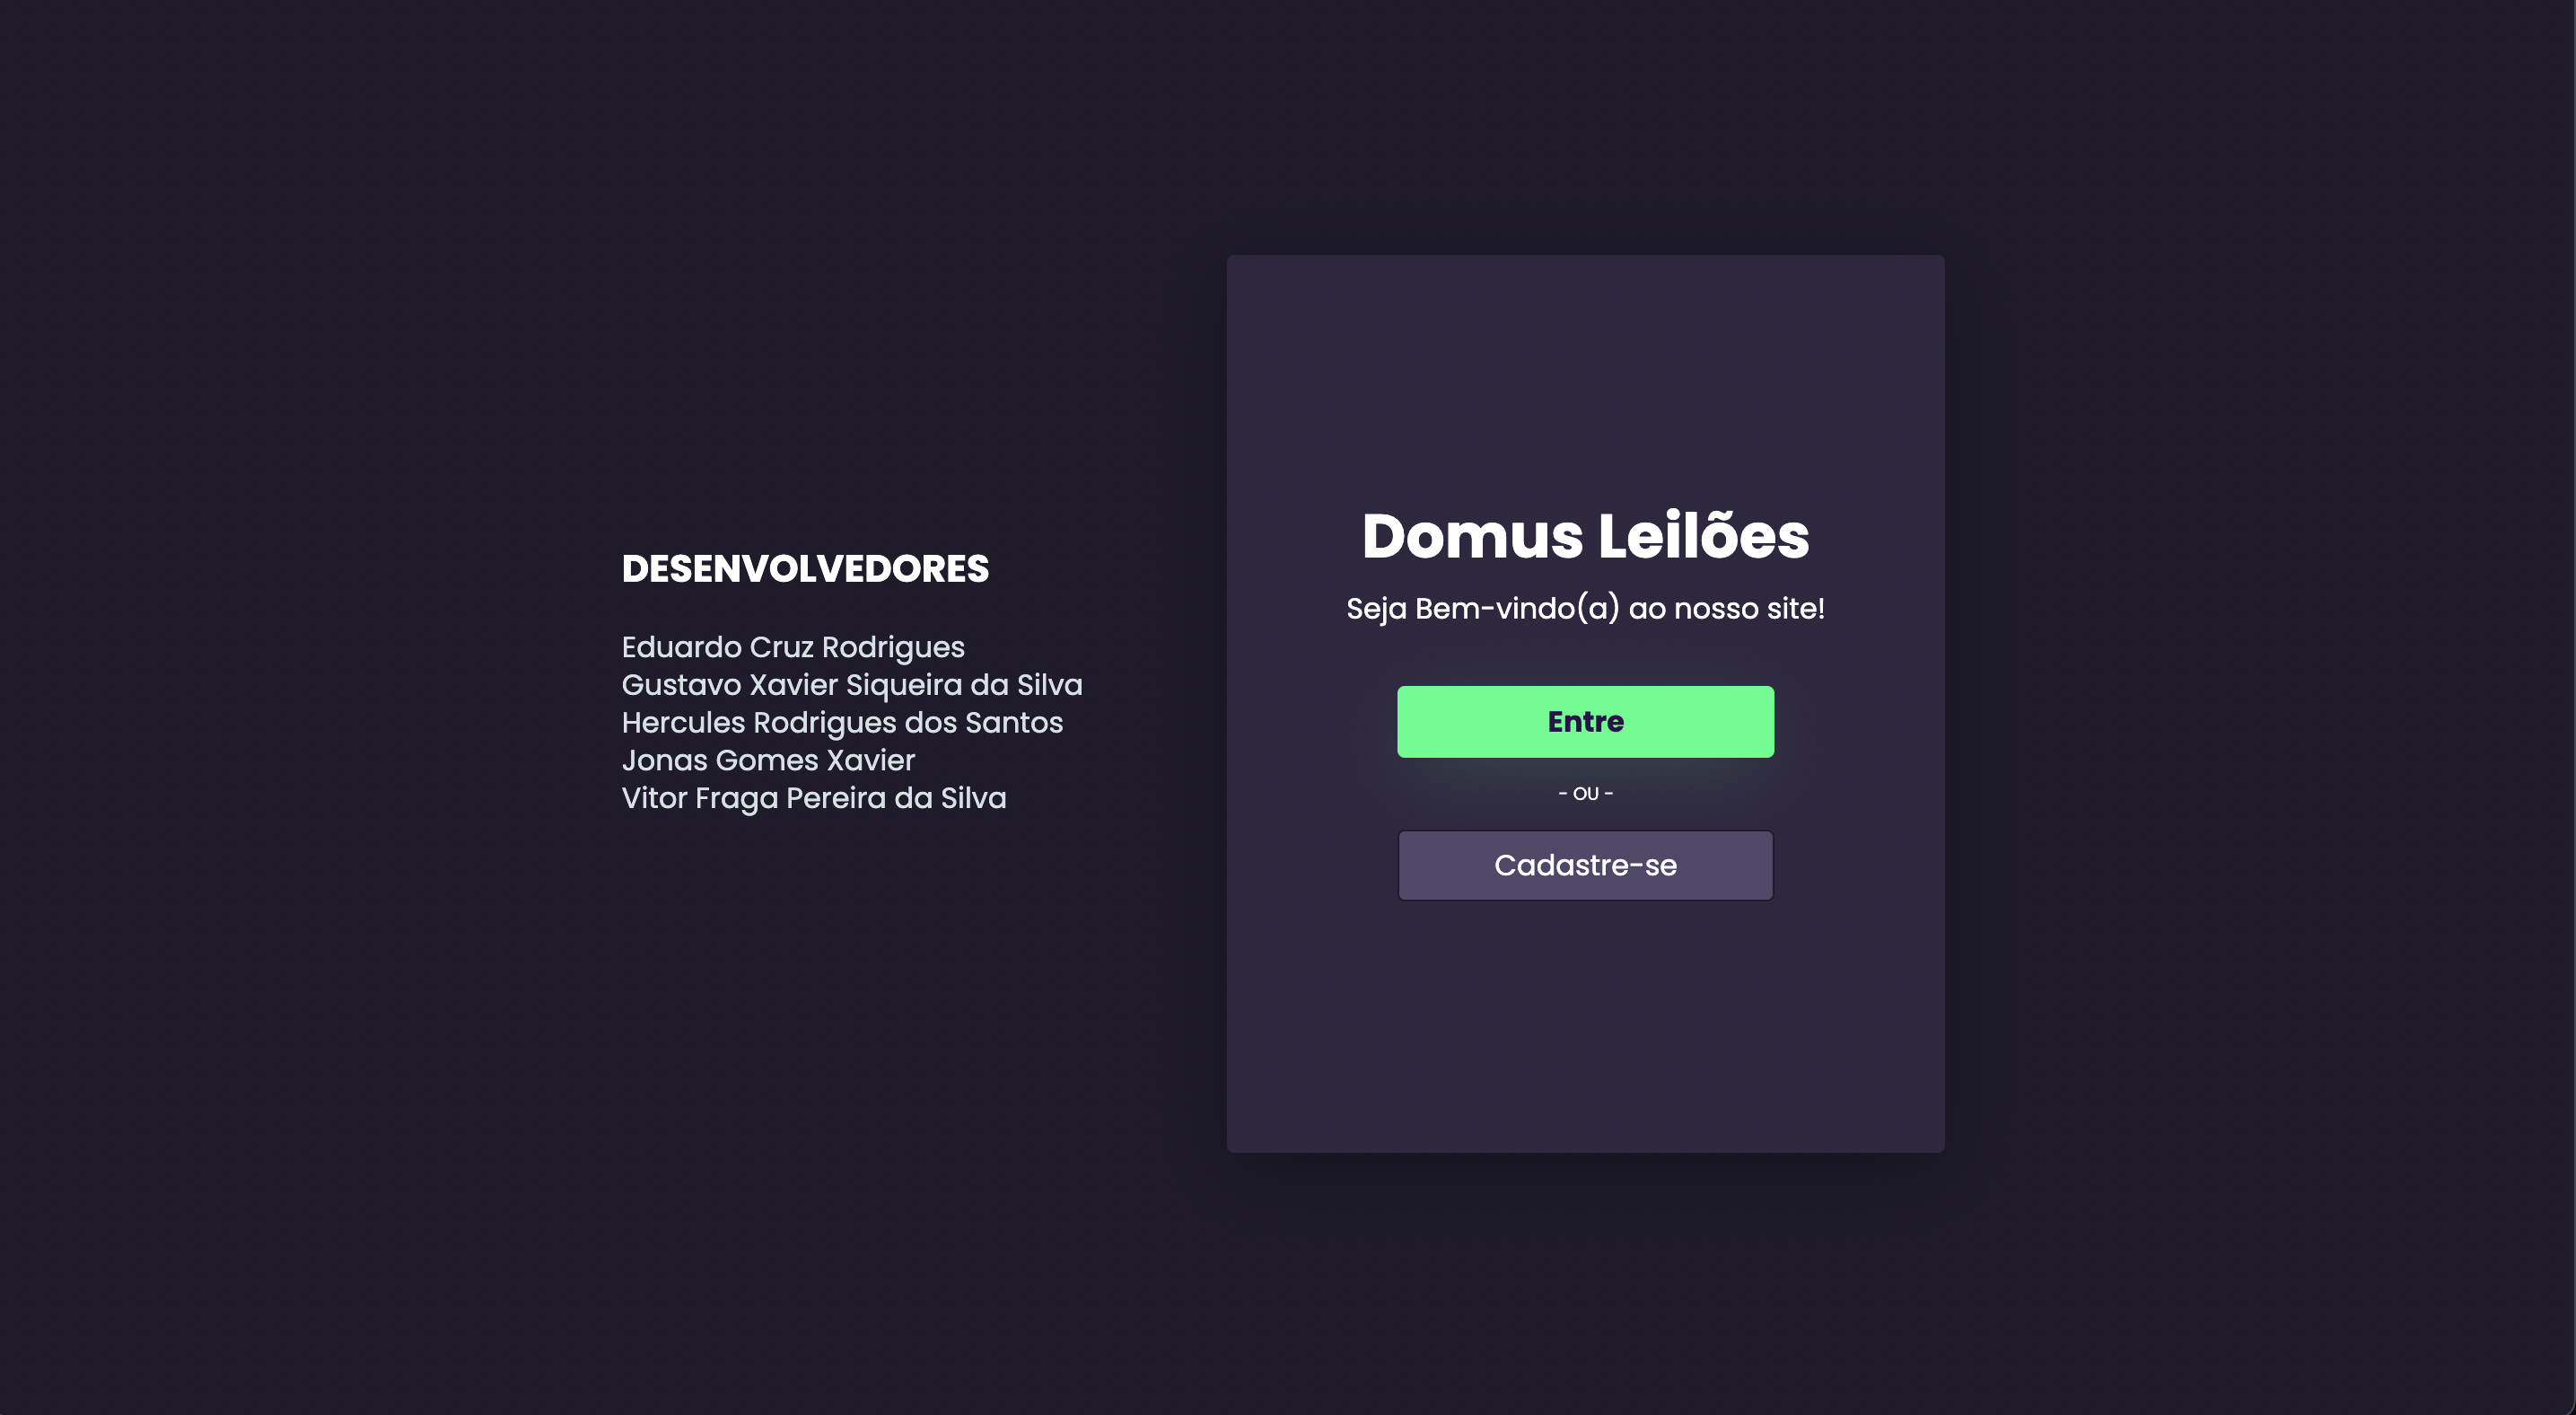 DESENVOLVEDORES
Eduardo Cruz Rodrigues
Gustavo Xavier Siqueira da Silva
Hercules Rodrigues dos Santos
Jonas Gomes Xavier
Vitor Fraga Pereira da Silva
Domus Leilões
Seja Bem-vindo(a) ao nosso site!
Entre
- OU -
Cadastre-se